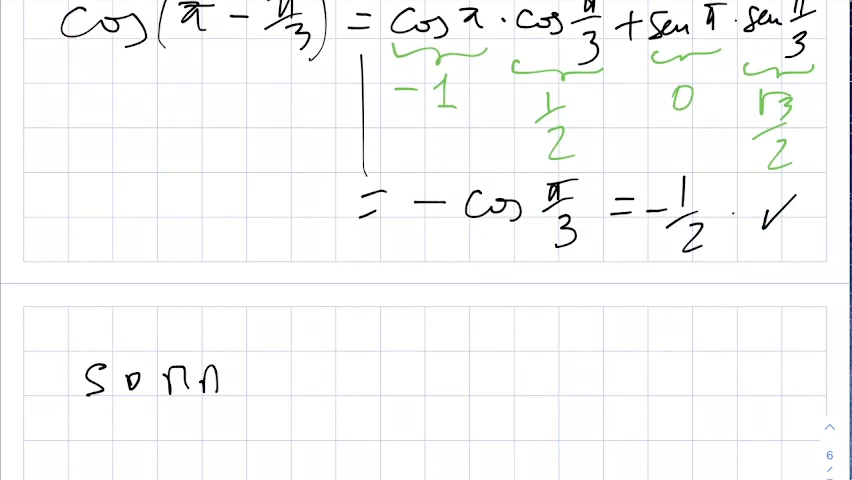 cos(π - π/3) = cos π · cos π/3 + sen π · sen π/3
-1 1/2 0 √3/2
= - cos π/3 = - 1/2 . ✓
SOMM
6